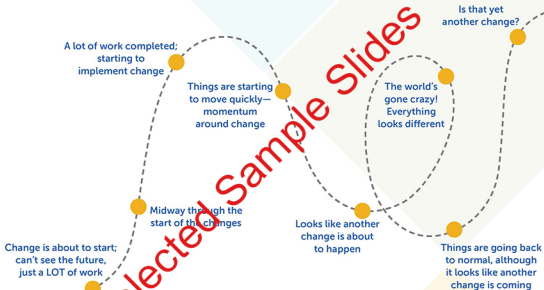 Is that yet
another change?
A lot of work completed;
starting to
implement change
Things are starting
to move quickly—
momentum
around change
The world's
gone crazy!
Everything
looks different
Midway through the
start of the changes
Looks like another
change is about
to happen
Change is about to start;
can't see the future,
just a LOT of work
Things are going back
to normal, although
it looks like another
change is coming
Sample Slides